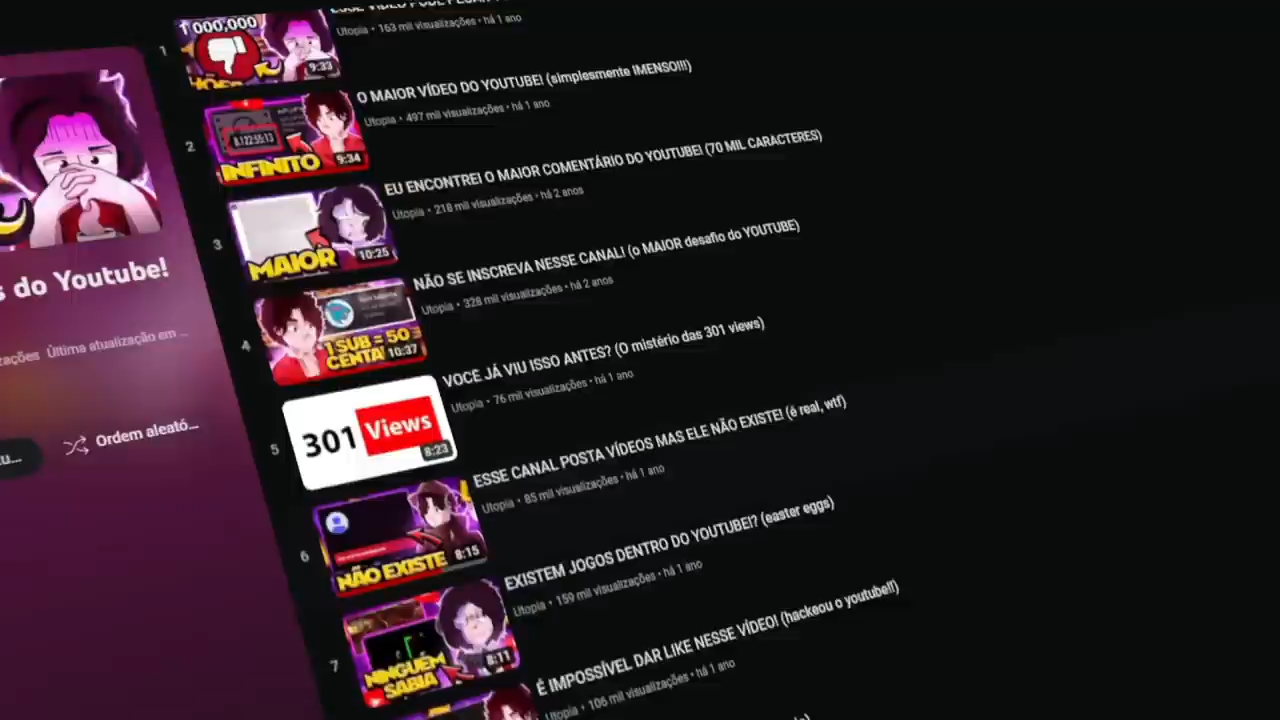 s do Youtube!
zações Última atualização em ...
Ordem aleató...
1
1 000,000
9:33
Utopia • 163 mil visualizações • há 1 ano
2
8.122:55:13
INFINITO
9:34
O MAIOR VÍDEO DO YOUTUBE! (simplesmente IMENSO!!!)
Utopia • 497 mil visualizações • há 1 ano
3
MAIOR
10:25
EU ENCONTREI O MAIOR COMENTÁRIO DO YOUTUBE! (70 MIL CARACTERES)
Utopia • 218 mil visualizações • há 2 anos
4
1 SUB = 50
CENTA
10:37
NÃO SE INSCREVA NESSE CANAL! (o MAIOR desafio do YOUTUBE)
Utopia • 328 mil visualizações • há 2 anos
5
301 Views
8:23
VOCÊ JÁ VIU ISSO ANTES? (O mistério das 301 views)
Utopia • 76 mil visualizações • há 1 ano
6
NÃO EXISTE
8:15
ESSE CANAL POSTA VÍDEOS MAS ELE NÃO EXISTE! (é real, wtf)
Utopia • 85 mil visualizações • há 1 ano
7
NINGUÉM
SABIA
8:11
EXISTEM JOGOS DENTRO DO YOUTUBE!? (easter eggs)
Utopia • 159 mil visualizações • há 1 ano
É IMPOSSÍVEL DAR LIKE NESSE VÍDEO! (hackeou o youtube!!)
Utopia • 106 mil visualizações • há 1 ano